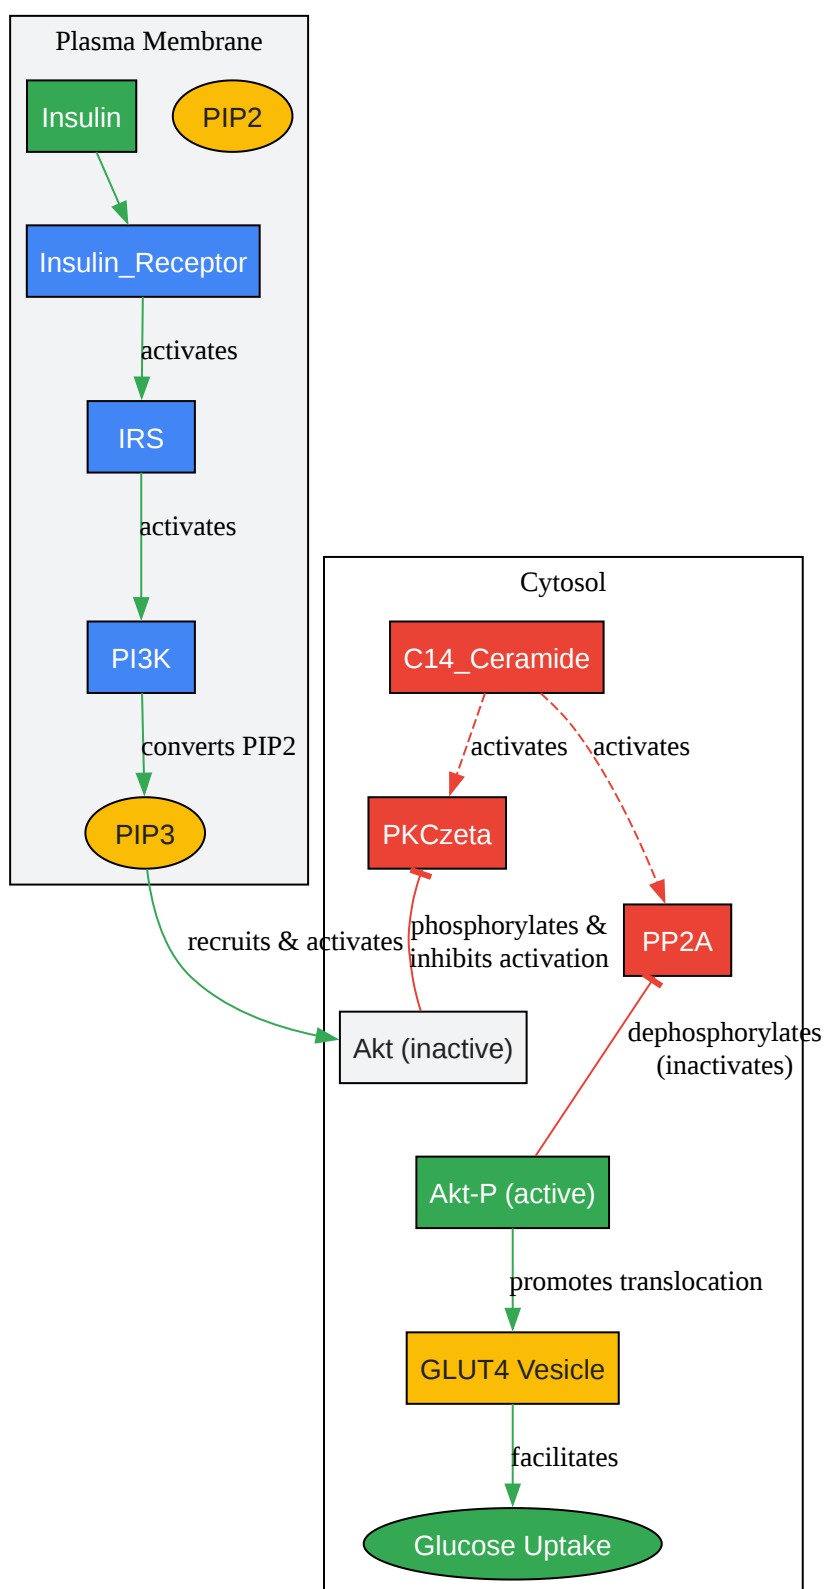 Plasma Membrane
Insulin
PIP2
Insulin_Receptor
activates
IRS
activates
PI3K
converts PIP2
PIP3
recruits & activates
Cytosol
C14_Ceramide
activates
activates
PKCzeta
PP2A
phosphorylates &
inhibits activation
Akt (inactive)
dephosphorylates
(inactivates)
Akt-P (active)
promotes translocation
GLUT4 Vesicle
facilitates
Glucose Uptake